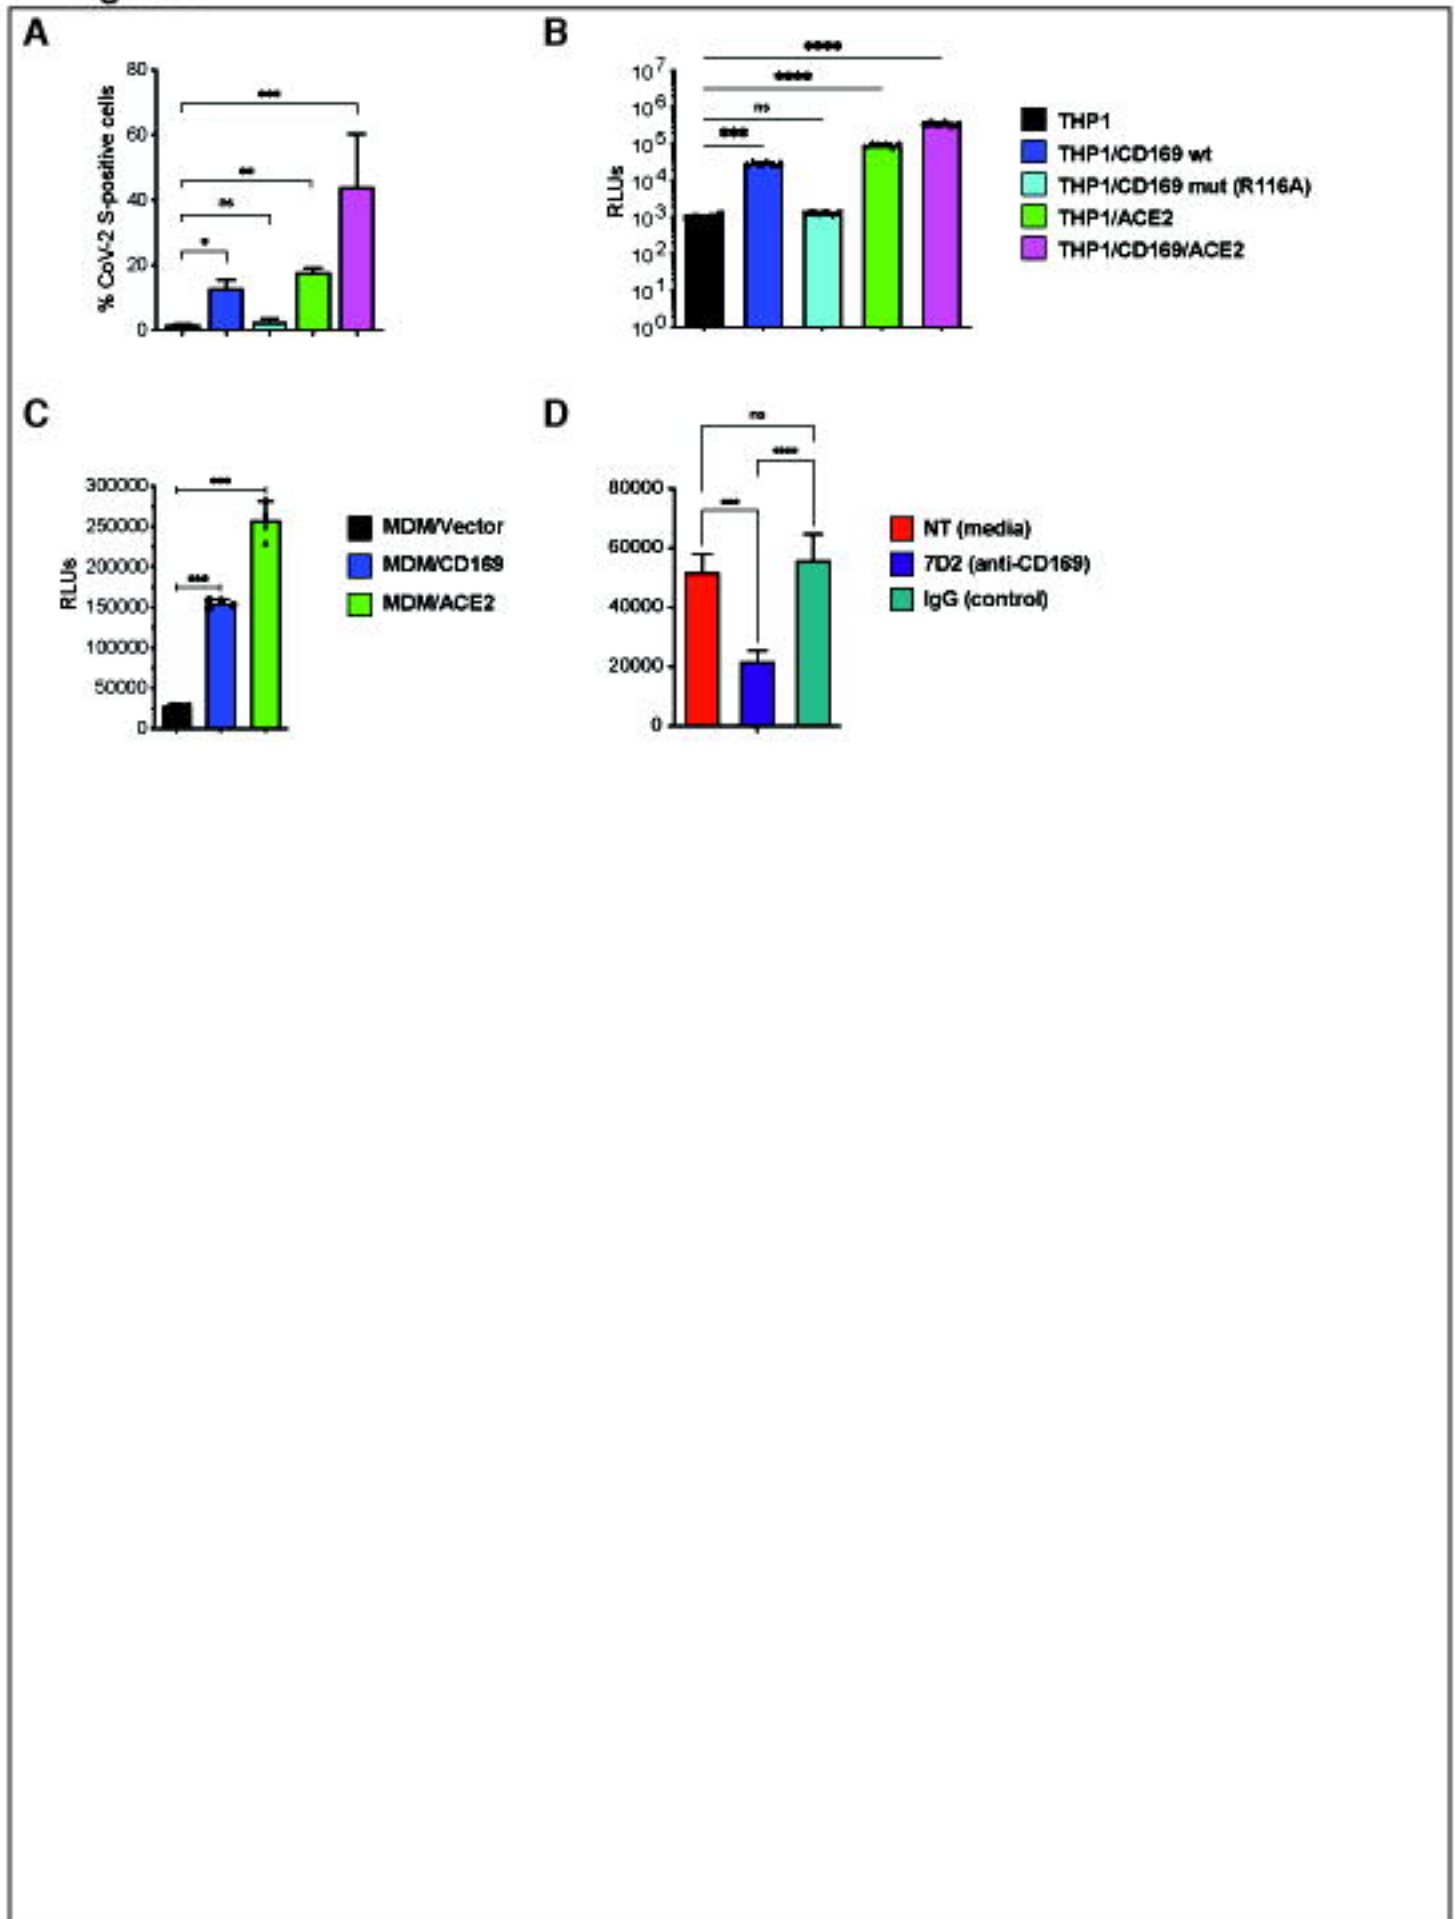 A
% CoV-2 S-positive cells
80
60
40
20
0
***
**
ns
*
B
RLUs
10^7
10^6
10^5
10^4
10^3
10^2
10^1
10^0
****
****
ns
***
THP1
THP1/CD169 wt
THP1/CD169 mut (R116A)
THP1/ACE2
THP1/CD169/ACE2
C
RLUs
300000
250000
200000
150000
100000
50000
0
***
***
MDM/Vector
MDM/CD169
MDM/ACE2
D
80000
60000
40000
20000
0
ns
****
NT (media)
7D2 (anti-CD169)
IgG (control)